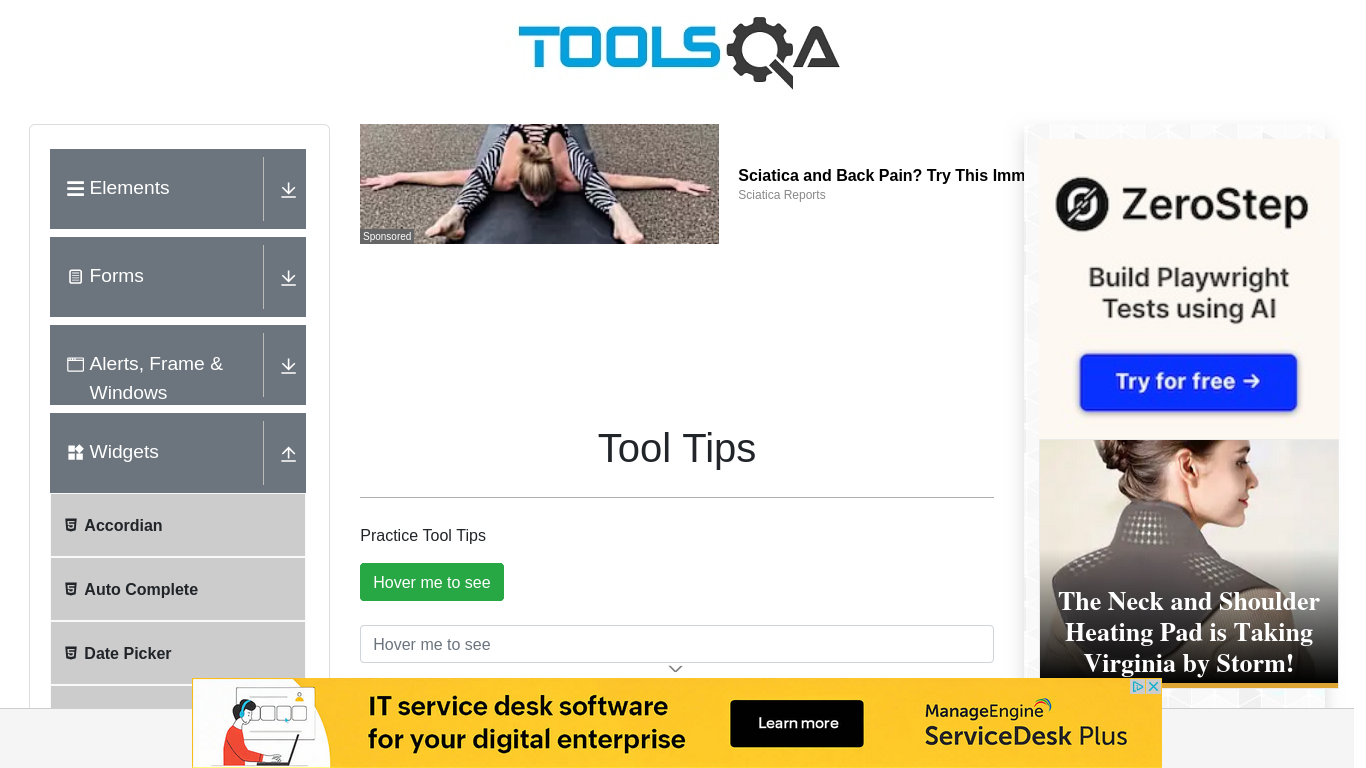 TOOLSQA
Elements
Forms
Alerts, Frame &
Windows
Widgets
Accordian
Auto Complete
Date Picker
Sponsored
Sciatica and Back Pain? Try This Imm
Sciatica Reports
Tool Tips
Practice Tool Tips
Hover me to see
Hover me to see
ZeroStep
Build Playwright
Tests using AI
Try for free →
The Neck and Shoulder
Heating Pad is Taking
Virginia by Storm!
IT service desk software
for your digital enterprise
Learn more
ManageEngine
ServiceDesk Plus